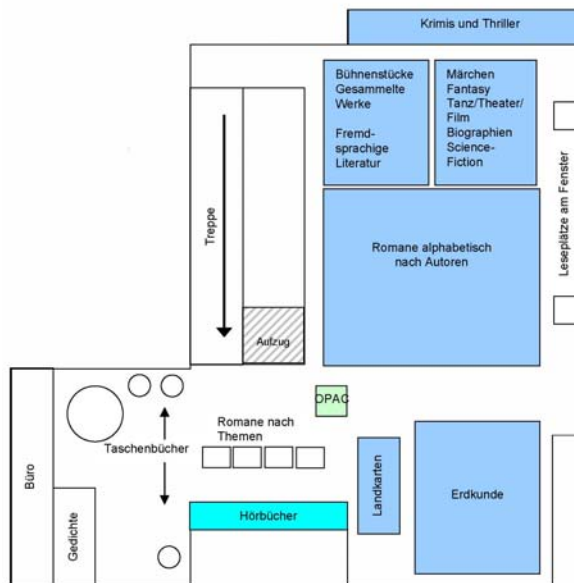 Krimis und Thriller
Bühnenstücke
Gesammelte
Werke
Fremd-
sprachige
Literatur
Märchen
Fantasy
Tanz/Theater/
Film
Biographien
Science-
Fiction
Leseplätze am Fenster
Treppe
Romane alphabetisch
nach Autoren
Aufzug
OPAC
Romane nach
Themen
Taschenbücher
Büro
Gedichte
Hörbücher
Landkarten
Erdkunde